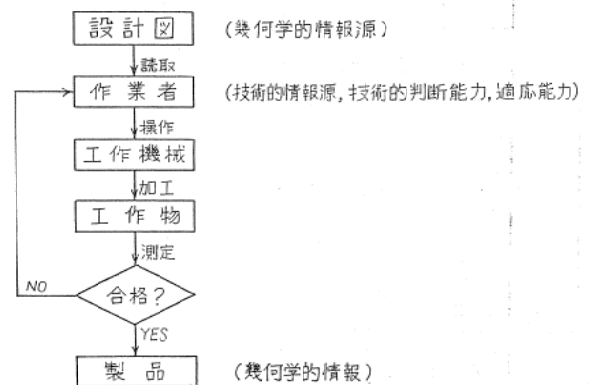 設計図 (幾何学的情報源)
読取
作業者 (技術的情報源,技術的判断能力,適応能力)
操作
工作機械
加工
工作物
測定
合格?
NO
YES
製品 (幾何学的情報)